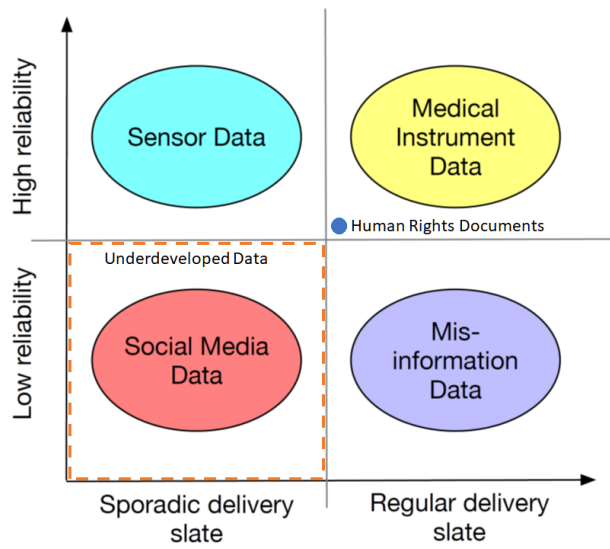 High reliability
Sensor Data
Medical
Instrument
Data
Human Rights Documents
Low reliability
Underdeveloped Data
Social Media
Data
Mis-
information
Data
Sporadic delivery
slate
Regular delivery
slate